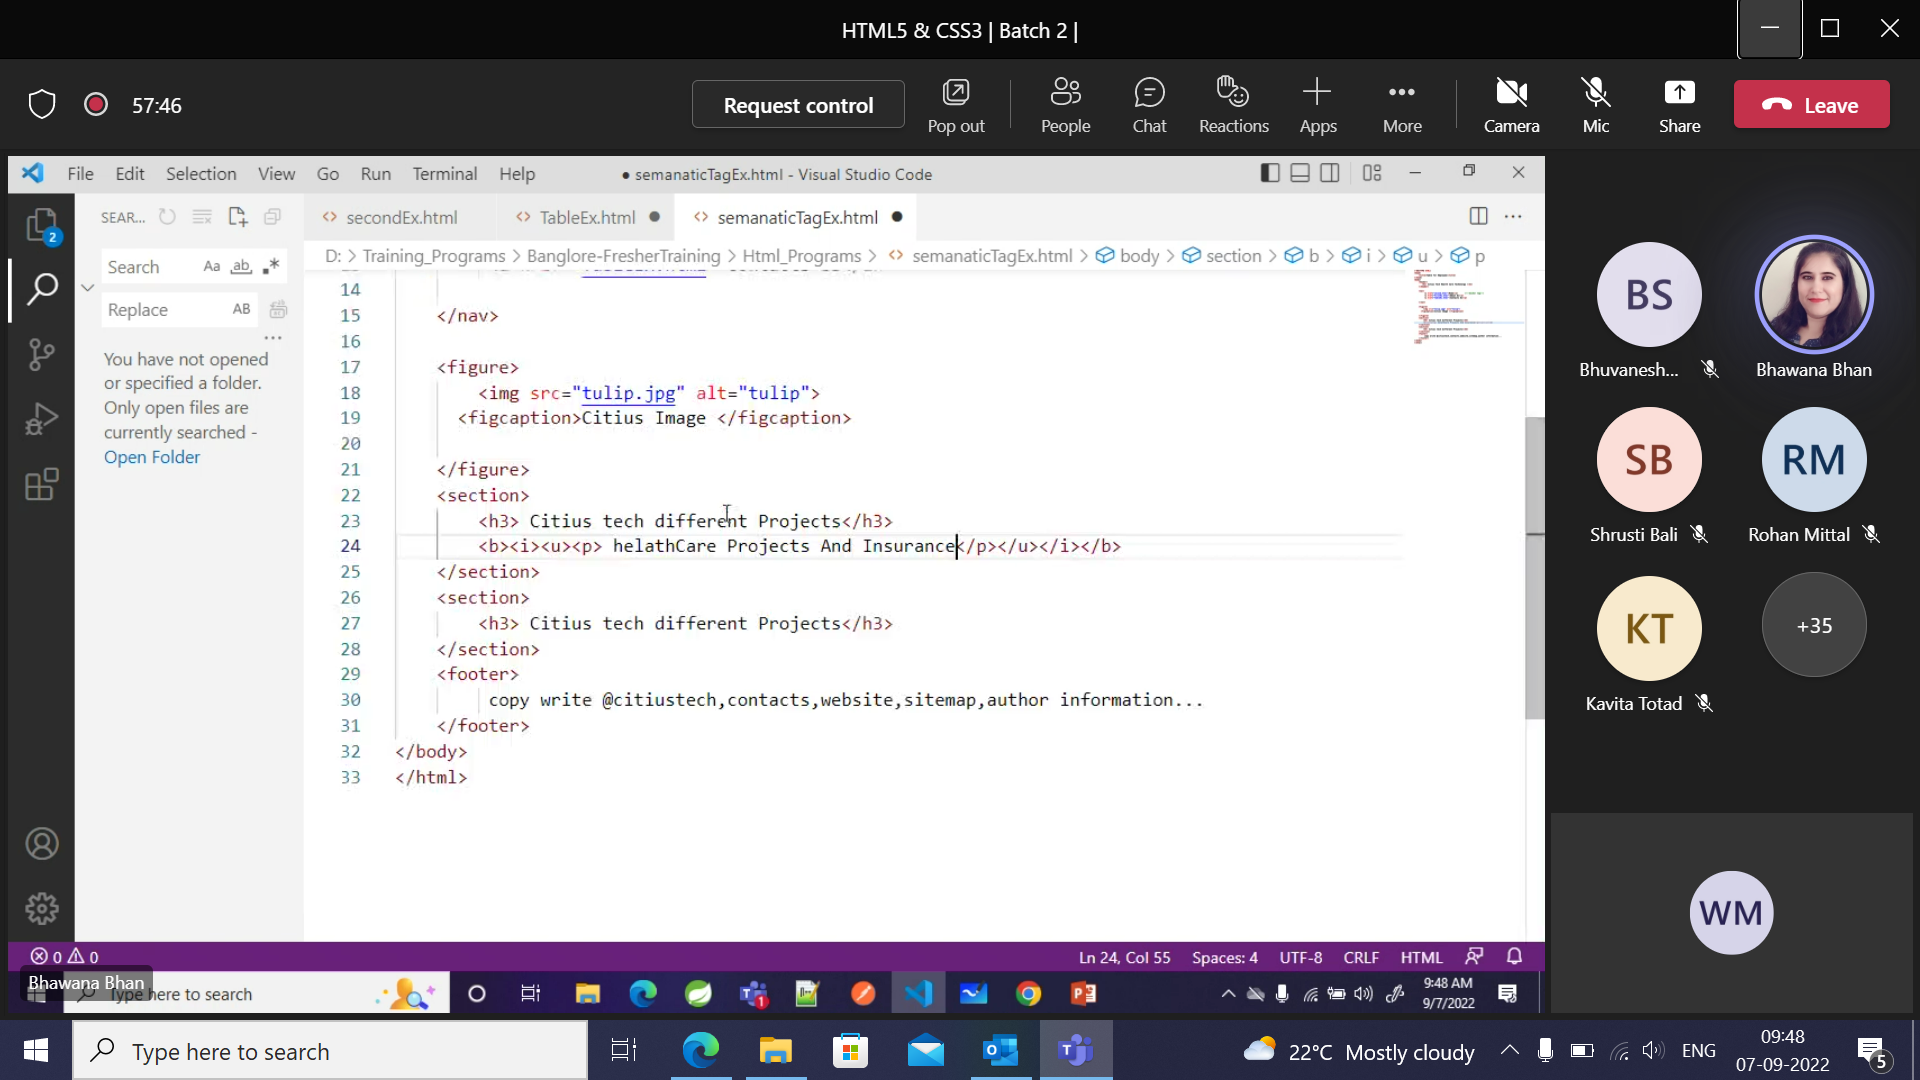 HTML5 & CSS3 | Batch 2 |
57:46
Request control
Pop out
People
Chat
Reactions
Apps
More
Camera
Mic
Share
Leave
File Edit Selection View Go Run Terminal Help
● semanaticTagEx.html - Visual Studio Code
SEAR...
secondEx.html
TableEx.html
semanaticTagEx.html
D: > Training_Programs > Banglore-FresherTraining > Html_Programs > semanaticTagEx.html > body > section > b > i > u > p
2
Search
Aa ab
Replace
AB
You have not opened
or specified a folder.
Only open files are
currently searched -
Open Folder
14
15 </nav>
16
17 <figure>
18 <img src="tulip.jpg" alt="tulip">
19 <figcaption>Citius Image </figcaption>
20
21 </figure>
22 <section>
23 <h3> Citius tech different Projects</h3>
24 <b><i><u><p> helathCare Projects And Insurance</p></u></i></b>
25 </section>
26 <section>
27 <h3> Citius tech different Projects</h3>
28 </section>
29 <footer>
30 copy write @citiustech,contacts,website,sitemap,author information...
31 </footer>
32 </body>
33 </html>
BS
Bhuvanesh...
Bhawana Bhan
SB
Shrusti Bali
RM
Rohan Mittal
KT
Kavita Totad
+35
WM
0 0
Ln 24, Col 55 Spaces: 4 UTF-8 CRLF HTML
Bhawana Bhan
Type here to search
1
9:48 AM
9/7/2022
Type here to search
22°C Mostly cloudy
ENG
09:48
07-09-2022
5